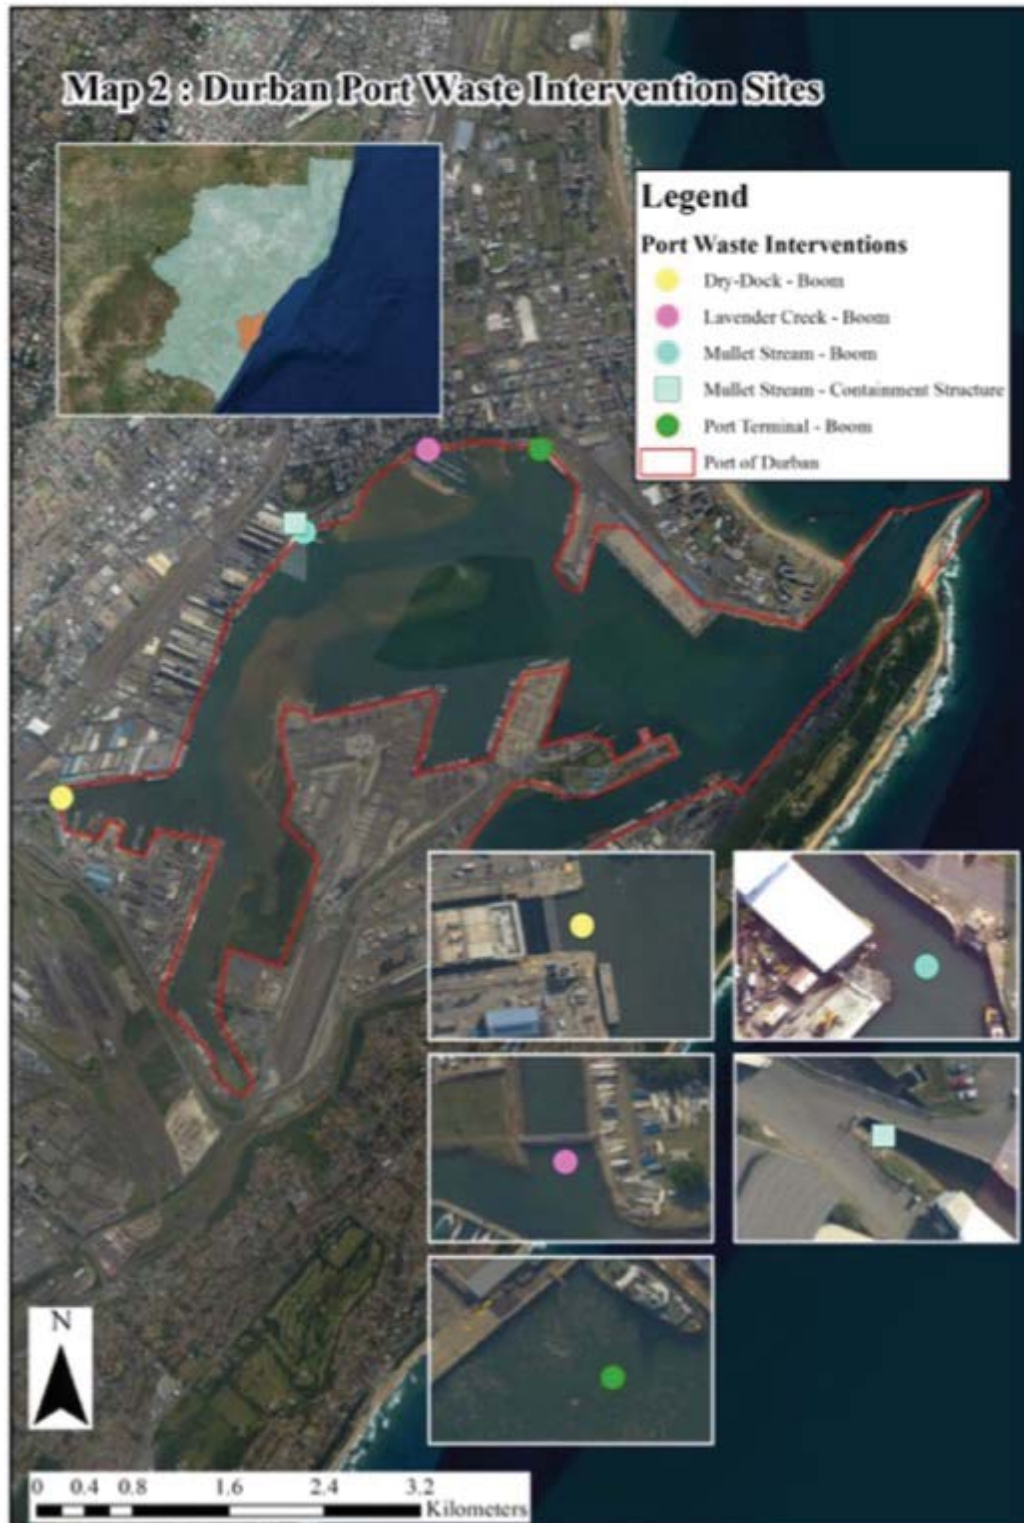 Map 2 : Durban Port Waste Intervention Sites
Legend
Port Waste Interventions
Dry-Dock - Boom
Lavender Creek - Boom
Mullet Stream - Boom
Mullet Stream - Containment Structure
Port Terminal - Boom
Port of Durban
N
0 0.4 0.8 1.6 2.4 3.2
Kilometers